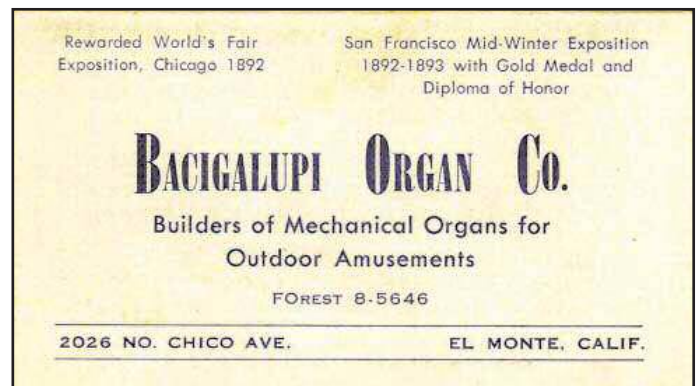 Rewarded World's Fair
Exposition, Chicago 1892
San Francisco Mid-Winter Exposition
1892-1893 with Gold Medal and
Diploma of Honor
BACIGALUPI ORGAN CO.
Builders of Mechanical Organs for
Outdoor Amusements
FOREST 8-5646
2026 NO. CHICO AVE. EL MONTE, CALIF.